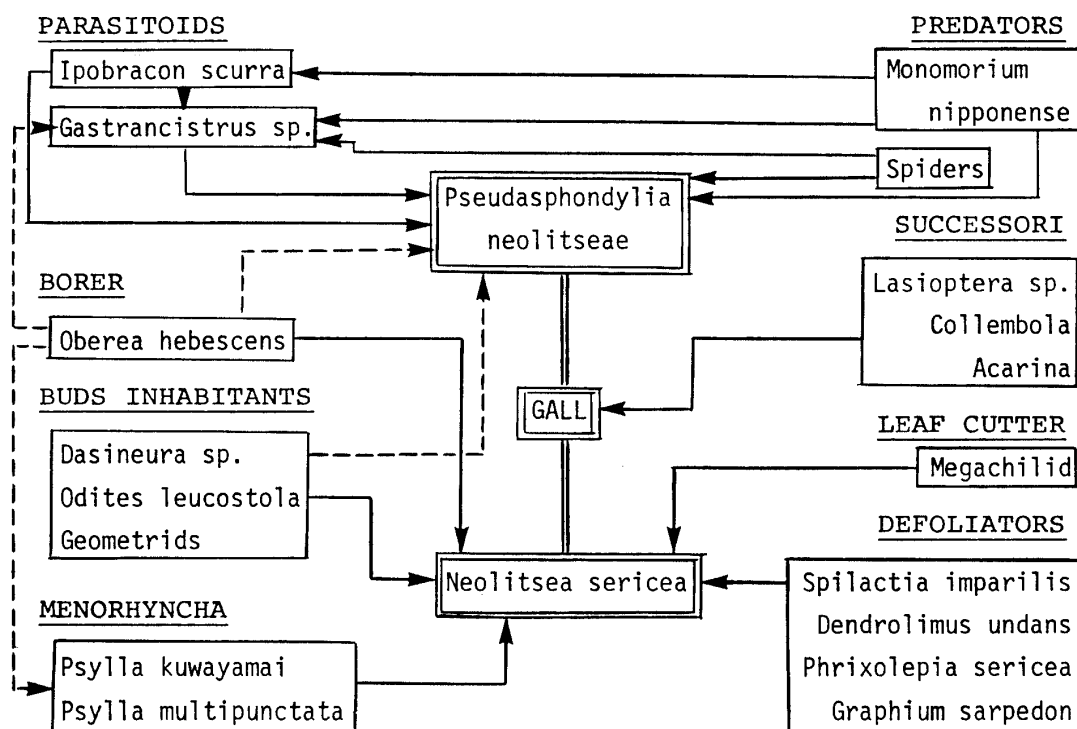 PARASITOIDS
Ipobracon scurra
Gastrancistrus sp.
PREDATORS
Monomorium
nipponense
Spiders
Pseudasphondylia
neolitseae
SUCCESSORI
Lasioptera sp.
Collembola
Acarina
BORER
Oberea hebescens
GALL
BUDS INHABITANTS
Dasineura sp.
Odites leucostola
Geometrids
LEAF CUTTER
Megachilid
DEFOLIATORS
Spilactia imparilis
Dendrolimus undans
Phrixolepia sericea
Graphium sarpedon
Neolitsea sericea
MENORHYNCHA
Psylla kuwayamai
Psylla multipunctata